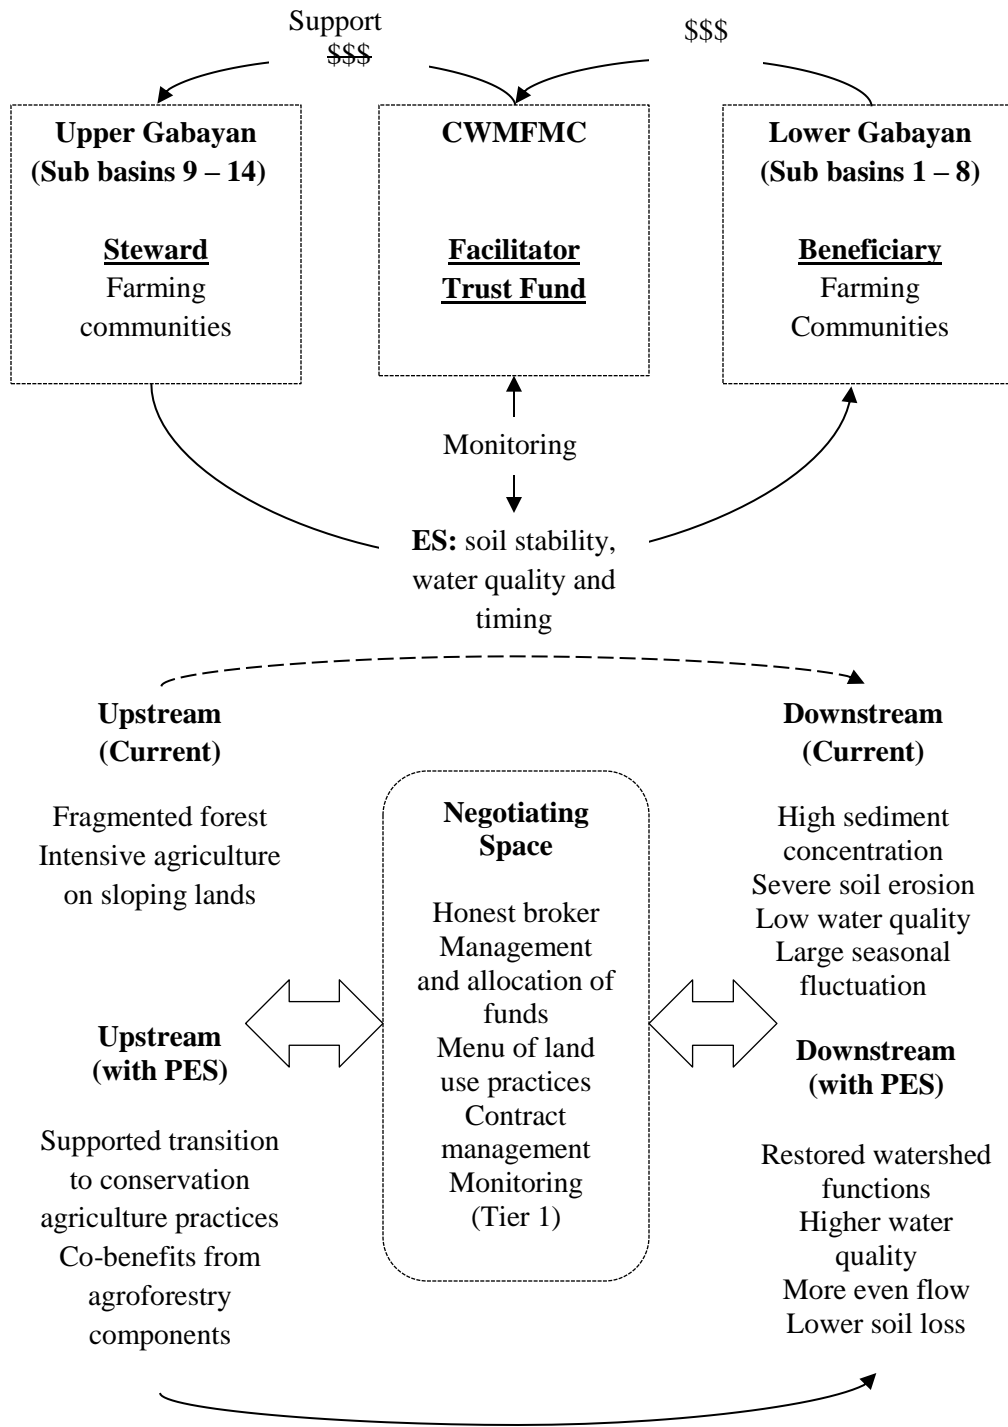 Support
$$$
$$$
Upper Gabayan
(Sub basins 9 – 14)
Steward
Farming
communities
CWMFMC
Facilitator
Trust Fund
Lower Gabayan
(Sub basins 1 – 8)
Beneficiary
Farming
Communities
Monitoring
ES: soil stability,
water quality and
timing
Upstream
(Current)
Fragmented forest
Intensive agriculture
on sloping lands
Upstream
(with PES)
Supported transition
to conservation
agriculture practices
Co-benefits from
agroforestry
components
Negotiating
Space
Honest broker
Management
and allocation of
funds
Menu of land
use practices
Contract
management
Monitoring
(Tier 1)
Downstream
(Current)
High sediment
concentration
Severe soil erosion
Low water quality
Large seasonal
fluctuation
Downstream
(with PES)
Restored watershed
functions
Higher water
quality
More even flow
Lower soil loss